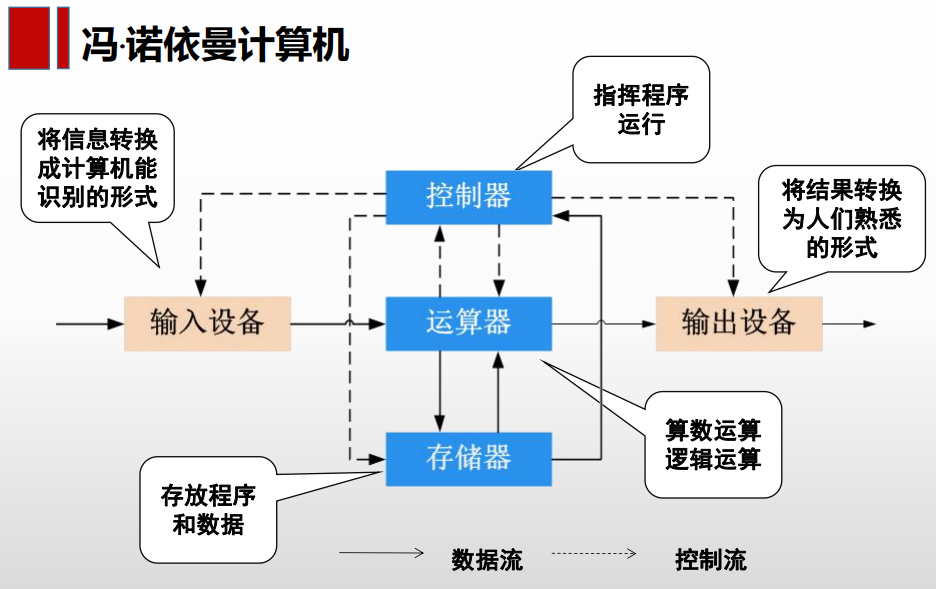 冯·诺依曼计算机
指挥程序
运行
将信息转换
成计算机能
识别的形式
控制器
将结果转换
为人们熟悉
的形式
输入设备
运算器
输出设备
算数运算
逻辑运算
存储器
存放程序
和数据
数据流
控制流